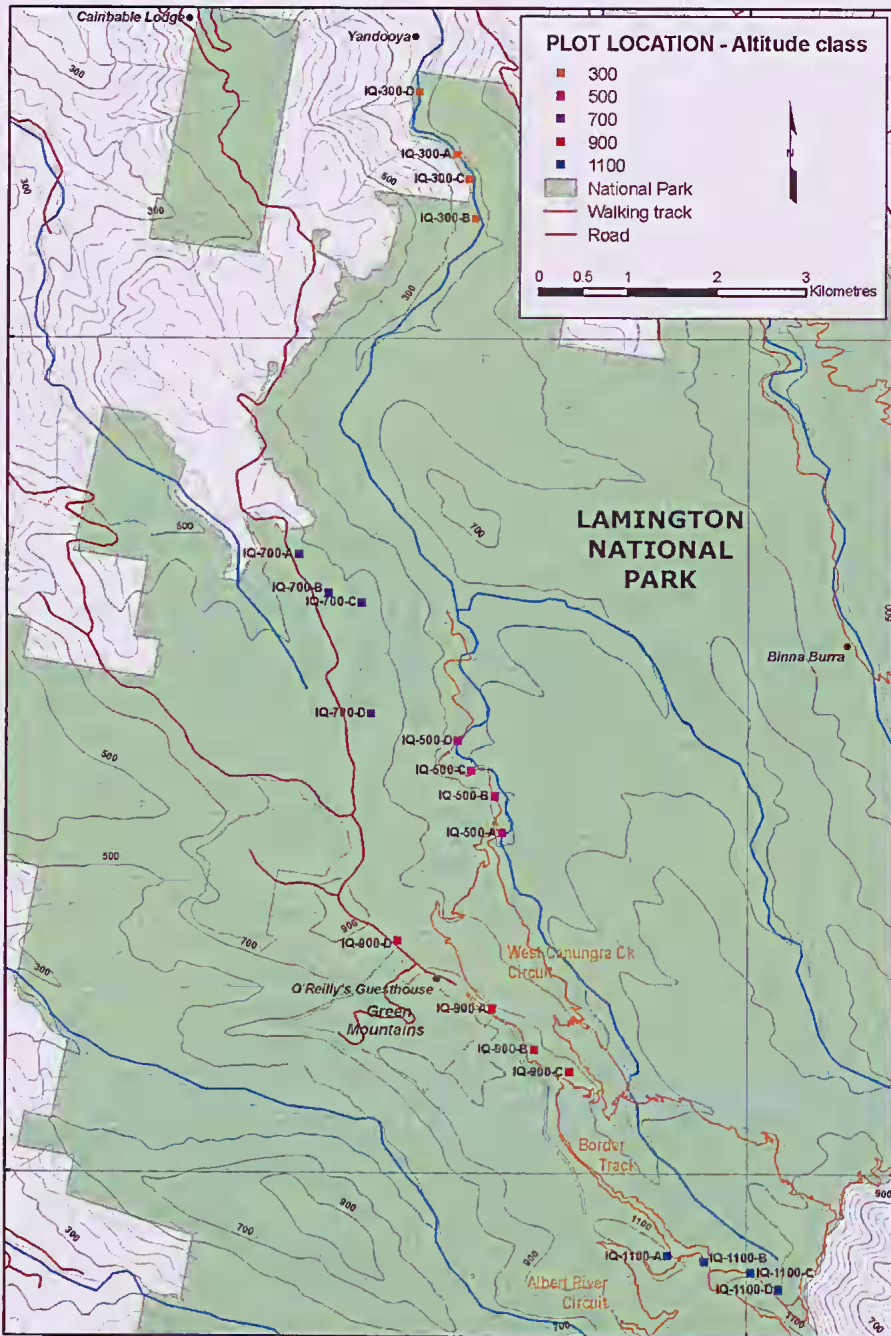 Cainbable Lodge
Yandooya
PLOT LOCATION - Altitude class
300
500
700
900
1100
National Park
Walking track
Road
N
0 0.5 1 2 3 Kilometres
300
IQ-300-D
IQ-300-A
500
IQ-300-C
300
300
IQ-300-B
300
LAMINGTON
NATIONAL
PARK
700
500
IQ-700-A
IQ-700-B
IQ-700-C
500
Binna Burra
IQ-700-D
IQ-500-D
500
IQ-500-C
IQ-500-B
IQ-500-A
500
900
700
IQ-900-D
West Canungra Ck
Circuit
300
O'Reilly's Guesthouse
IQ-900-A
Green
Mountains
IQ-900-B
IQ-900-C
Border
Track
900
900
700
1100
300
900
IQ-1100-A
IQ-1100-B
IQ-1100-C
Albert River
Circuit
IQ-1100-D
1100
700
700